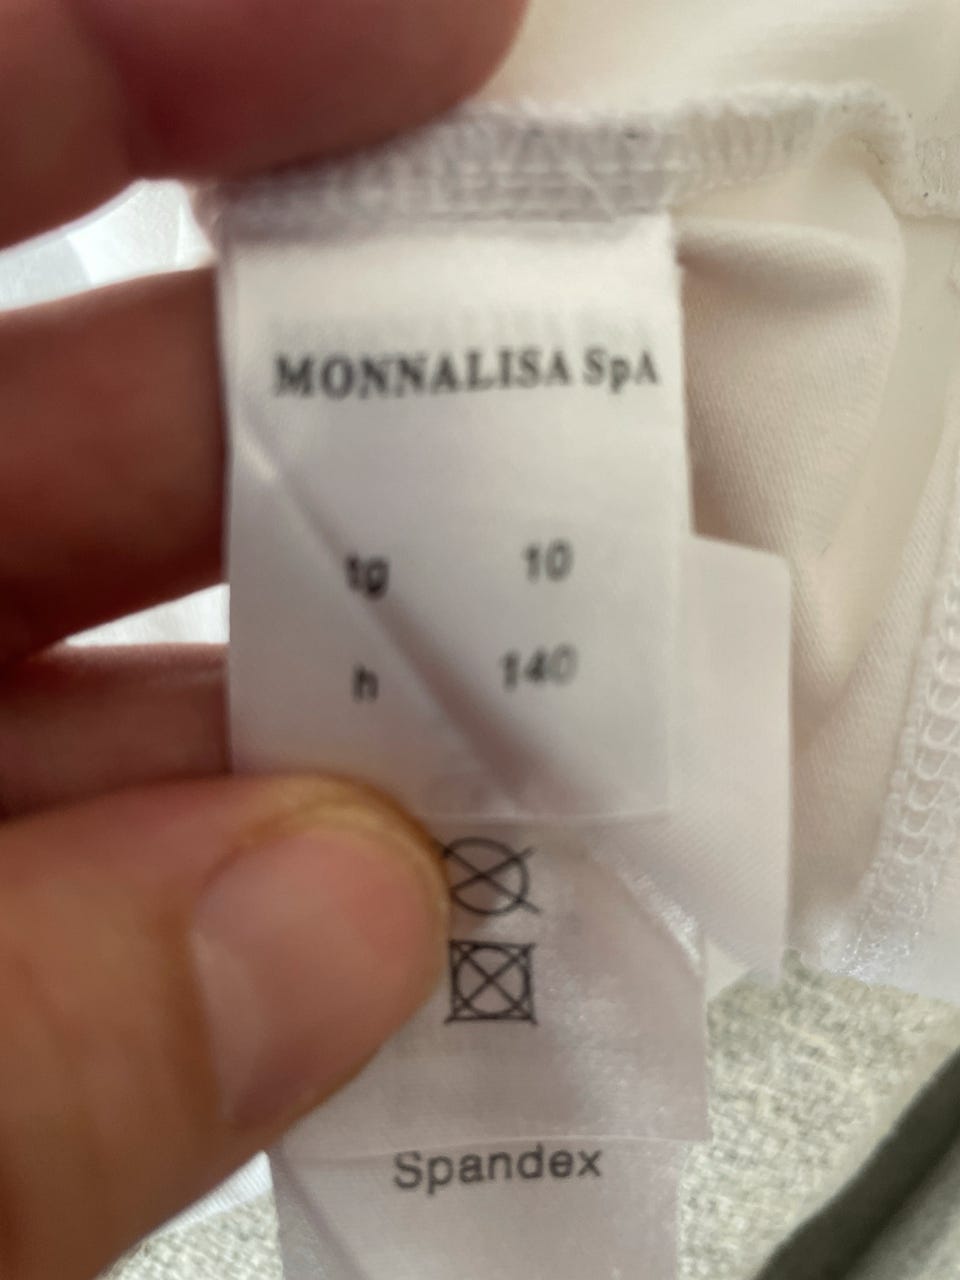 MONNALISA SpA
tg 10
h 140
Spandex